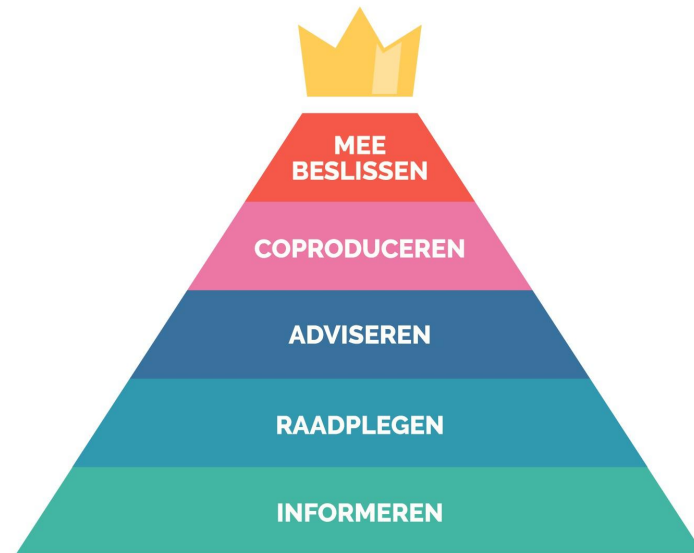 MEE
BESLISSEN
COPRODUCEREN
ADVISEREN
RAADPLEGEN
INFORMEREN